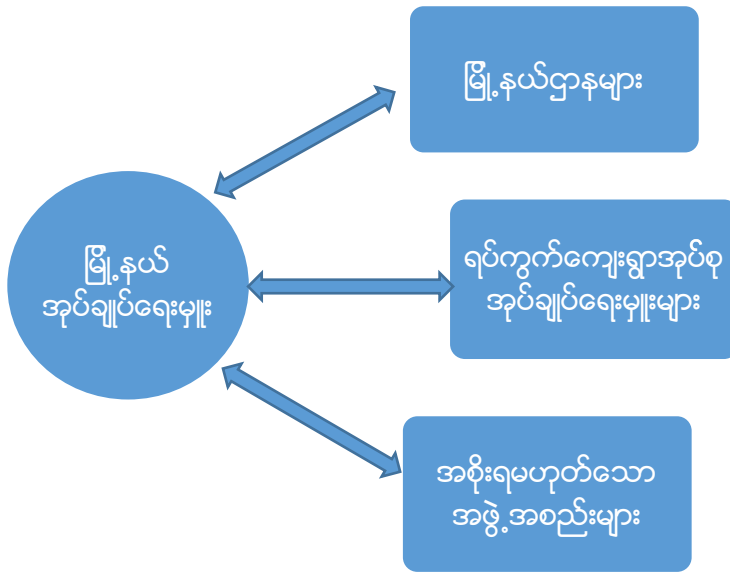 မြို့နယ်ဌာနများ
မြို့နယ်
အုပ်ချုပ်ရေးမှူး
ရပ်ကွက်ကျေးရွာအုပ်စု
အုပ်ချုပ်ရေးမှူးများ
အစိုးရမဟုတ်သော
အဖွဲ့အစည်းများ